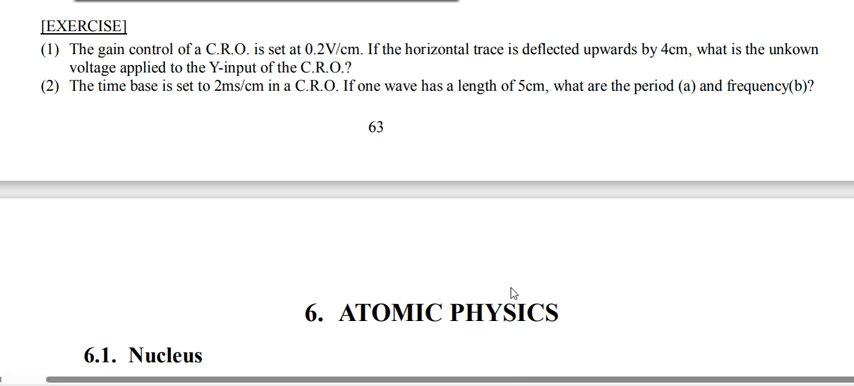 [EXERCISE]
(1) The gain control of a C.R.O. is set at 0.2V/cm. If the horizontal trace is deflected upwards by 4cm, what is the unkown
voltage applied to the Y-input of the C.R.O.?
(2) The time base is set to 2ms/cm in a C.R.O. If one wave has a length of 5cm, what are the period (a) and frequency(b)?
63
6. ATOMIC PHYSICS
6.1. Nucleus